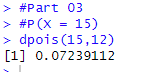 > #Part 03
> #P(X = 15)
> dpois(15,12)
[1] 0.07239112
>